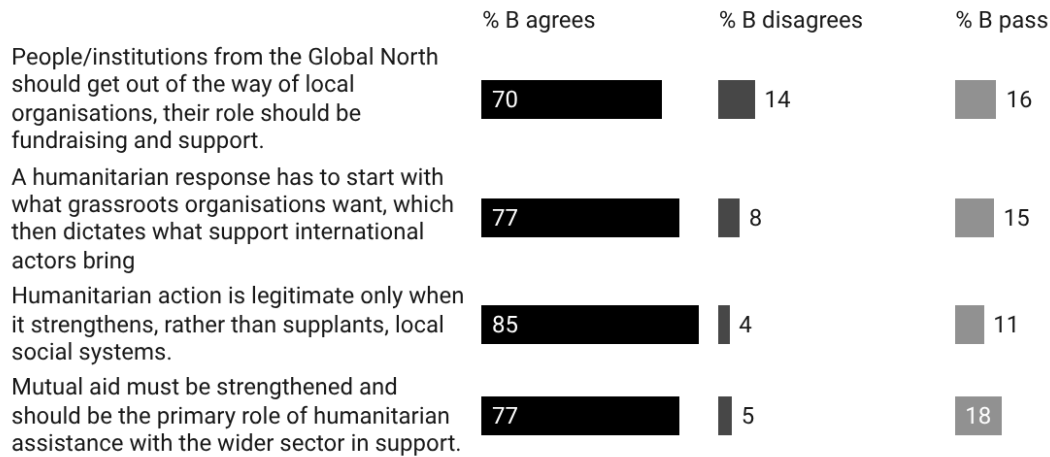 % B agrees % B disagrees % B pass
People/institutions from the Global North
should get out of the way of local
organisations, their role should be
fundraising and support.
70 14 16
A humanitarian response has to start with
what grassroots organisations want, which
then dictates what support international
actors bring
77 8 15
Humanitarian action is legitimate only when
it strengthens, rather than supplants, local
social systems.
85 4 11
Mutual aid must be strengthened and
should be the primary role of humanitarian
assistance with the wider sector in support.
77 5 18